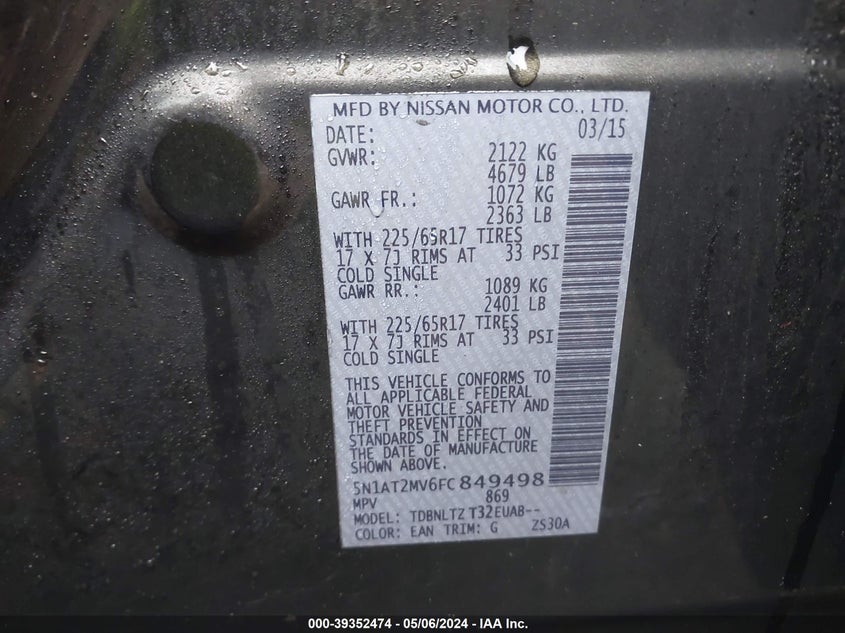 MFD BY NISSAN MOTOR CO., LTD.
DATE: 03/15
GVWR: 2122 KG
4679 LB
GAWR FR.: 1072 KG
2363 LB
WITH 225/65R17 TIRES
17 X 7J RIMS AT 33 PSI
COLD SINGLE
GAWR RR.: 1089 KG
2401 LB
WITH 225/65R17 TIRES
17 X 7J RIMS AT 33 PSI
COLD SINGLE
THIS VEHICLE CONFORMS TO
ALL APPLICABLE FEDERAL
MOTOR VEHICLE SAFETY AND
THEFT PREVENTION
STANDARDS IN EFFECT ON
THE DATE OF MANUFACTURE
SHOWN ABOVE.
5N1AT2MV6FC849498
MPV 869
MODEL: TDBNLTZ T32EUAB--
COLOR: EAN TRIM: G ZS30A
000-39352474 - 05/06/2024 - IAA Inc.